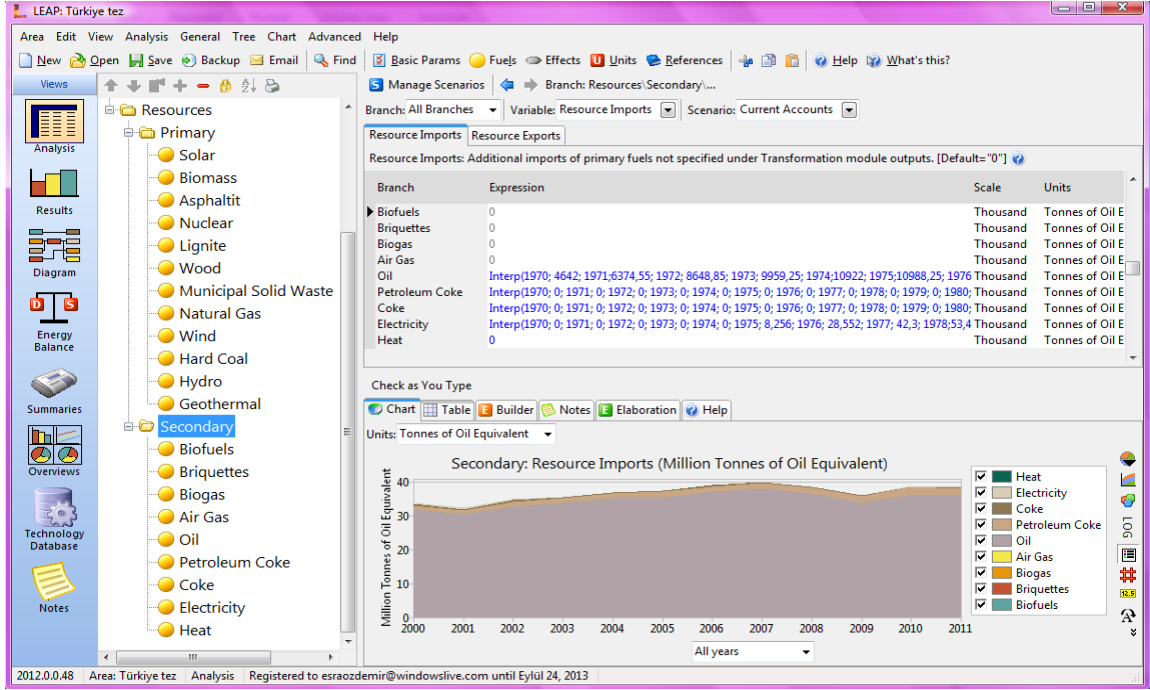 LEAP: Türkiye tez
Area Edit View Analysis General Tree Chart Advanced Help
New Open Save Backup Email Find Basic Params Fuels Effects Units References Help What's this?
Views
Analysis
Results
Diagram
Energy
Balance
Summaries
Overviews
Technology
Database
Notes
Resources
Primary
Solar
Biomass
Asphaltit
Nuclear
Lignite
Wood
Municipal Solid Waste
Natural Gas
Wind
Hard Coal
Hydro
Geothermal
Secondary
Biofuels
Briquettes
Biogas
Air Gas
Oil
Petroleum Coke
Coke
Electricity
Heat
S Manage Scenarios Branch: Resources\Secondary\...
Branch: All Branches Variable: Resource Imports Scenario: Current Accounts
Resource Imports Resource Exports
Resource Imports: Additional imports of primary fuels not specified under Transformation module outputs. [Default="0"]
Branch Expression Scale Units
Biofuels 0 Thousand Tonnes of Oil E
Briquettes 0 Thousand Tonnes of Oil E
Biogas 0 Thousand Tonnes of Oil E
Air Gas 0 Thousand Tonnes of Oil E
Oil Interp(1970; 4642; 1971;6374,55; 1972; 8648,85; 1973; 9959,25; 1974;10922; 1975;10988,25; 1976 Thousand Tonnes of Oil E
Petroleum Coke Interp(1970; 0; 1971; 0; 1972; 0; 1973; 0; 1974; 0; 1975; 0; 1976; 0; 1977; 0; 1978; 0; 1979; 0; 1980; Thousand Tonnes of Oil E
Coke Interp(1970; 0; 1971; 0; 1972; 0; 1973; 0; 1974; 0; 1975; 0; 1976; 0; 1977; 0; 1978; 0; 1979; 0; 1980; Thousand Tonnes of Oil E
Electricity Interp(1970; 0; 1971; 0; 1972; 0; 1973; 0; 1974; 0; 1975; 8,256; 1976; 28,552; 1977; 42,3; 1978;53,4 Thousand Tonnes of Oil E
Heat 0 Thousand Tonnes of Oil E
Check as You Type
Chart Table Builder Notes Elaboration Help
Units: Tonnes of Oil Equivalent
Secondary: Resource Imports (Million Tonnes of Oil Equivalent)
Million Tonnes of Oil Equivalent
40
30
20
10
0
2000 2001 2002 2003 2004 2005 2006 2007 2008 2009 2010 2011
All years
Heat
Electricity
Coke
Petroleum Coke
Oil
Air Gas
Biogas
Briquettes
Biofuels
LOG
12.5
2012.0.0.48 Area: Türkiye tez Analysis Registered to esraozdemir@windowslive.com until Eylül 24, 2013